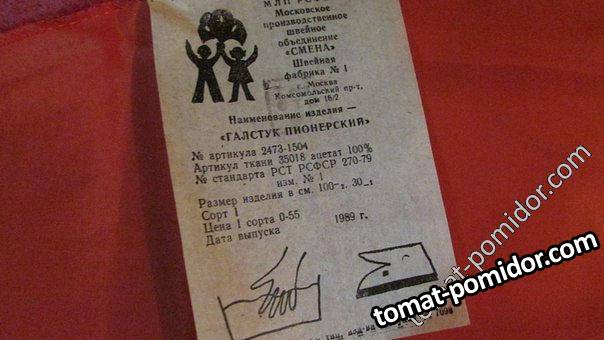 МЛП РСФСР
Московское
производственное
швейное
объединение
«СМЕНА»
Швейная
фабрика № 1
г. Москва
Комсомольский пр-т,
дом 18/2
Наименование изделия —
«ГАЛСТУК ПИОНЕРСКИЙ»
№ артикула 2473-1504
Артикул ткани 35018 ацетат 100%
№ стандарта РСТ РСФСР 270-79
изм. № 1
Размер изделия в см. 100-
30
Сорт 1
Цена 1 сорта 0-55
Дата выпуска
1989 г.
tomat-pomidor.com
tomat-pomidor.com